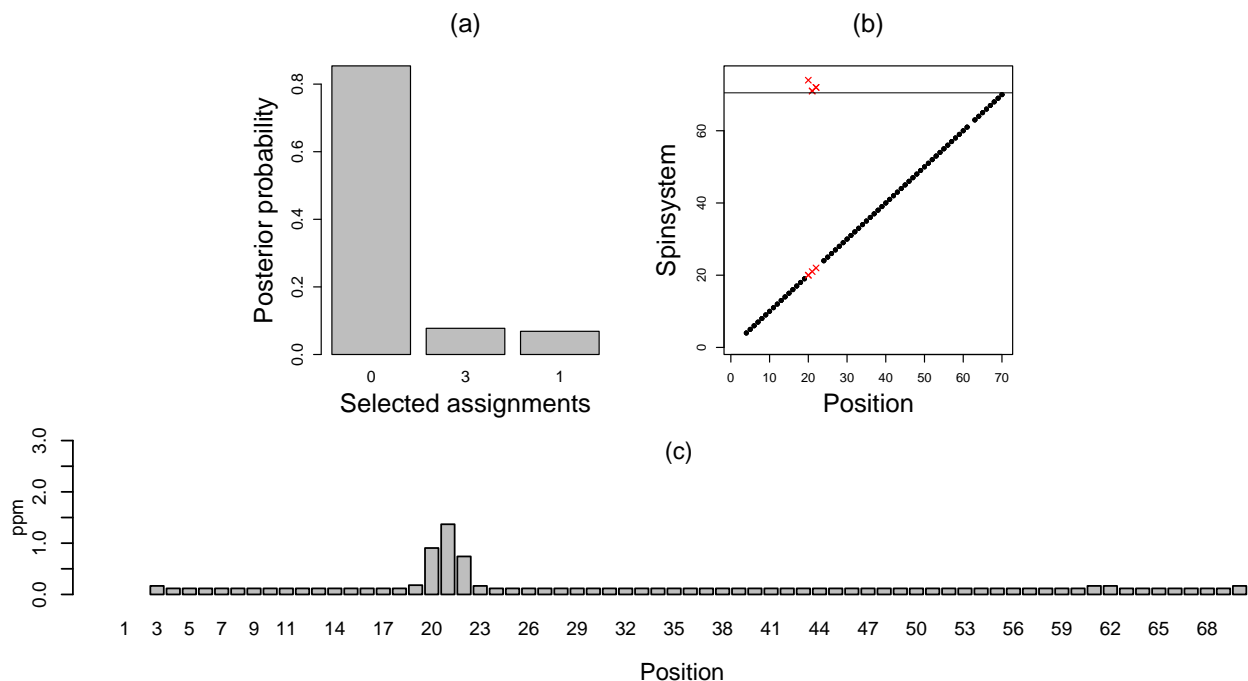 (a)
Posterior probability
0.0 0.2 0.4 0.6 0.8
0 3 1
Selected assignments
(b)
Spinsystem
0 20 40 60
0 10 20 30 40 50 60 70
Position
(c)
ppm
0.0 1.0 2.0 3.0
1 3 5 7 9 11 14 17 20 23 26 29 32 35 38 41 44 47 50 53 56 59 62 65 68
Position